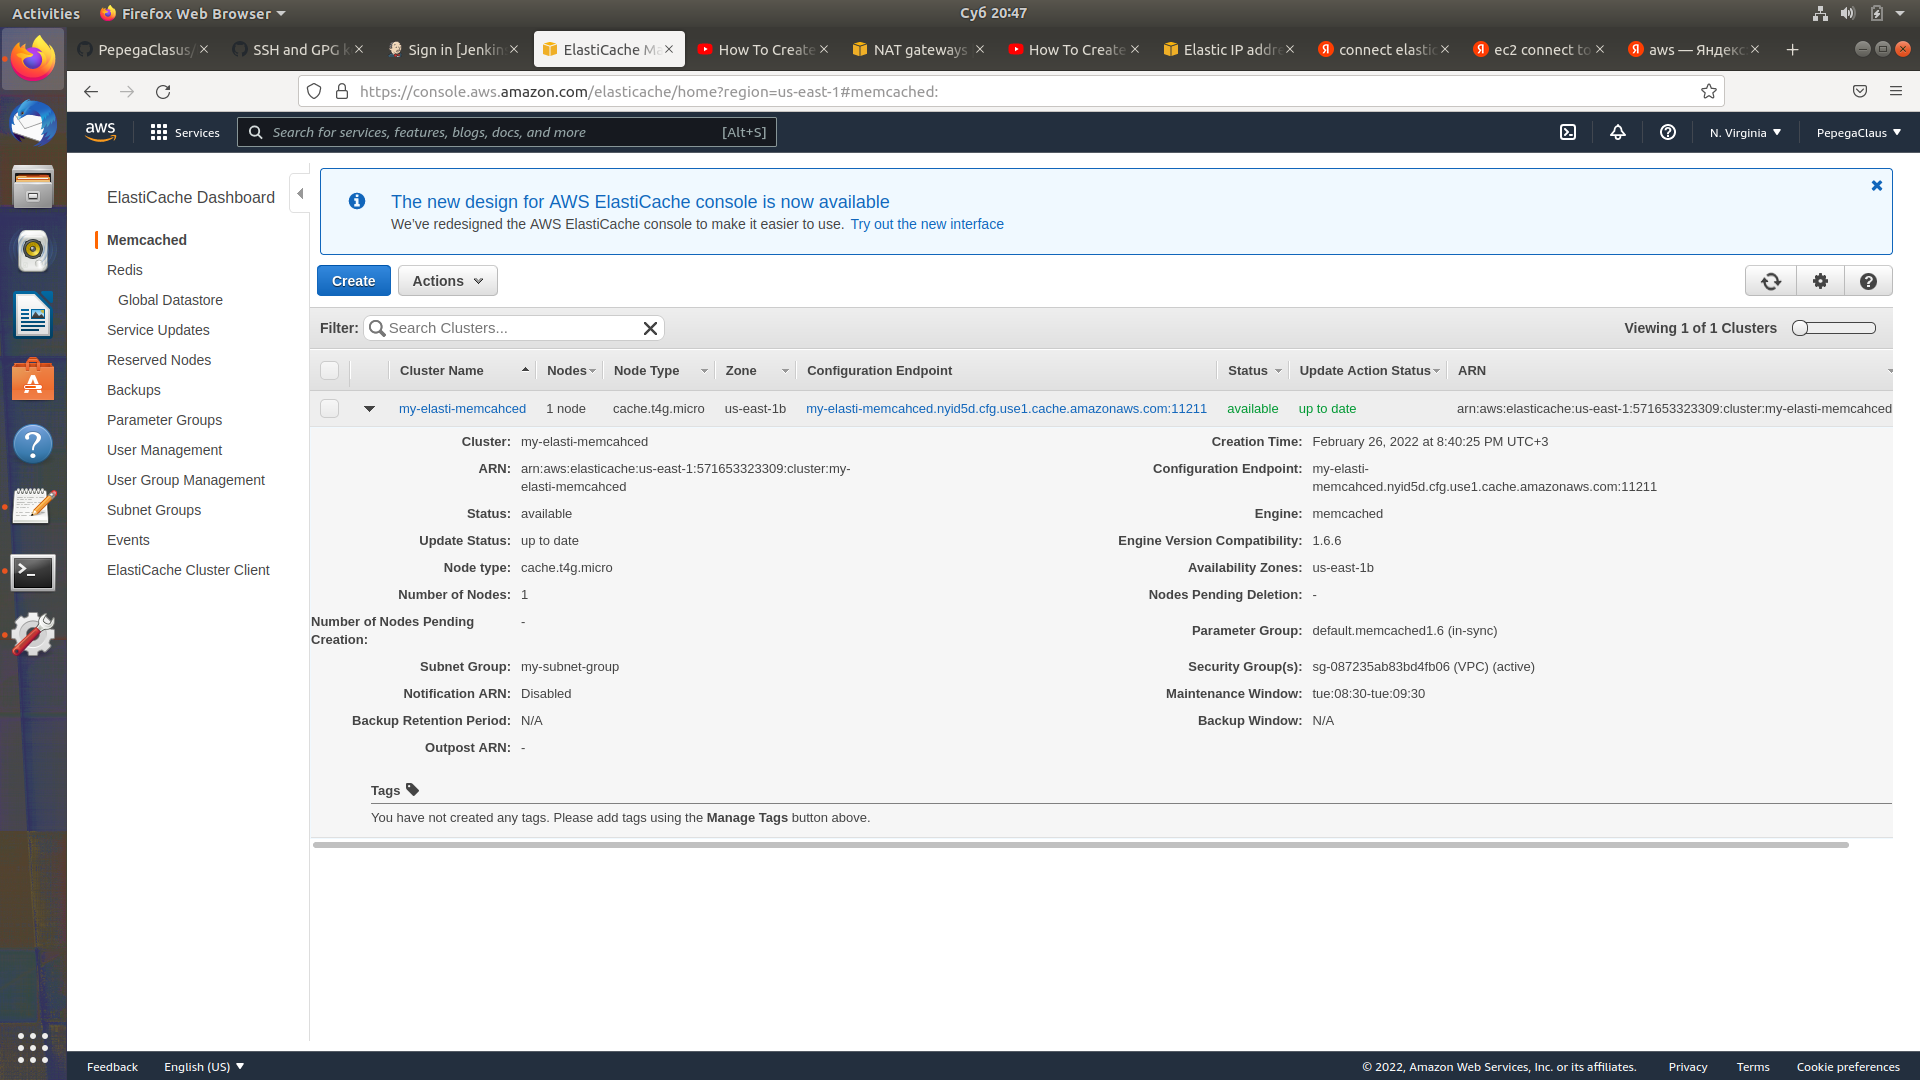 Activities Firefox Web Browser Суб 20:47
PepegaClasus/ SSH and GPG k Sign in [Jenkin ElastiCache Ma How To Create NAT gateways How To Create Elastic IP addre connect elastic ec2 connect to aws — Яндекс
https://console.aws.amazon.com/elasticache/home?region=us-east-1#memcached:
aws Services Search for services, features, blogs, docs, and more [Alt+S] N. Virginia PepegaClaus
ElastiCache Dashboard
Memcached
Redis
Global Datastore
Service Updates
Reserved Nodes
Backups
Parameter Groups
User Management
User Group Management
Subnet Groups
Events
ElastiCache Cluster Client
The new design for AWS ElastiCache console is now available
We've redesigned the AWS ElastiCache console to make it easier to use. Try out the new interface
Create Actions
Filter: Search Clusters... Viewing 1 of 1 Clusters
Cluster Name Nodes Node Type Zone Configuration Endpoint Status Update Action Status ARN
my-elasti-memcahced 1 node cache.t4g.micro us-east-1b my-elasti-memcahced.nyid5d.cfg.use1.cache.amazonaws.com:11211 available up to date arn:aws:elasticache:us-east-1:571653323309:cluster:my-elasti-memcahced
Cluster: my-elasti-memcahced Creation Time: February 26, 2022 at 8:40:25 PM UTC+3
ARN: arn:aws:elasticache:us-east-1:571653323309:cluster:my- Configuration Endpoint: my-elasti-
elasti-memcahced memcahced.nyid5d.cfg.use1.cache.amazonaws.com:11211
Status: available Engine: memcached
Update Status: up to date Engine Version Compatibility: 1.6.6
Node type: cache.t4g.micro Availability Zones: us-east-1b
Number of Nodes: 1 Nodes Pending Deletion: -
Number of Nodes Pending -
Creation: Parameter Group: default.memcached1.6 (in-sync)
Subnet Group: my-subnet-group Security Group(s): sg-087235ab83bd4fb06 (VPC) (active)
Notification ARN: Disabled Maintenance Window: tue:08:30-tue:09:30
Backup Retention Period: N/A Backup Window: N/A
Outpost ARN: -
Tags
You have not created any tags. Please add tags using the Manage Tags button above.
Feedback English (US) © 2022, Amazon Web Services, Inc. or its affiliates. Privacy Terms Cookie preferences